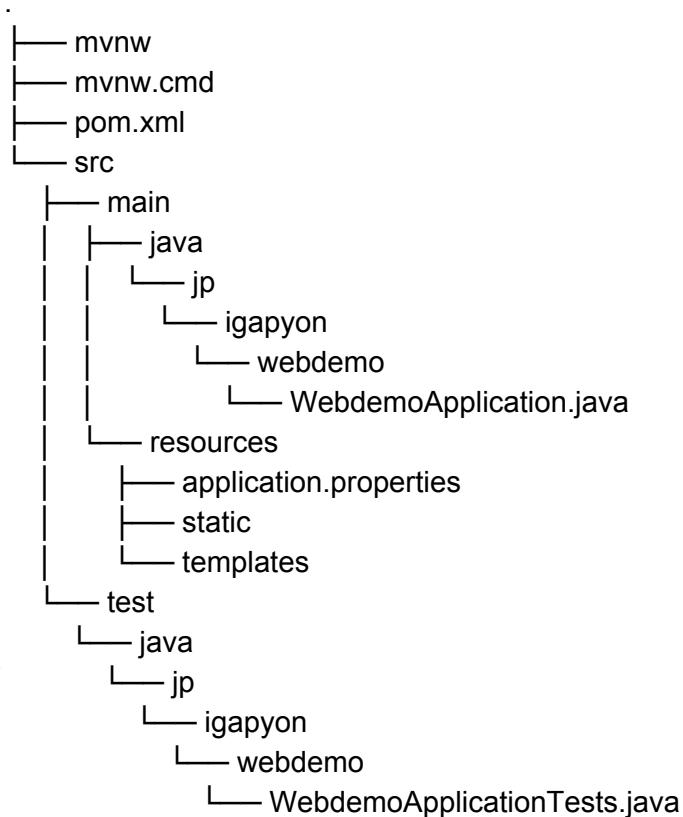 .
├── mvnw
├── mvnw.cmd
├── pom.xml
└── src
├── main
│ ├── java
│ │ └── jp
│ │ └── igapyon
│ │ └── webdemo
│ │ └── WebdemoApplication.java
│ └── resources
│ ├── application.properties
│ ├── static
│ └── templates
└── test
└── java
└── jp
└── igapyon
└── webdemo
└── WebdemoApplicationTests.java